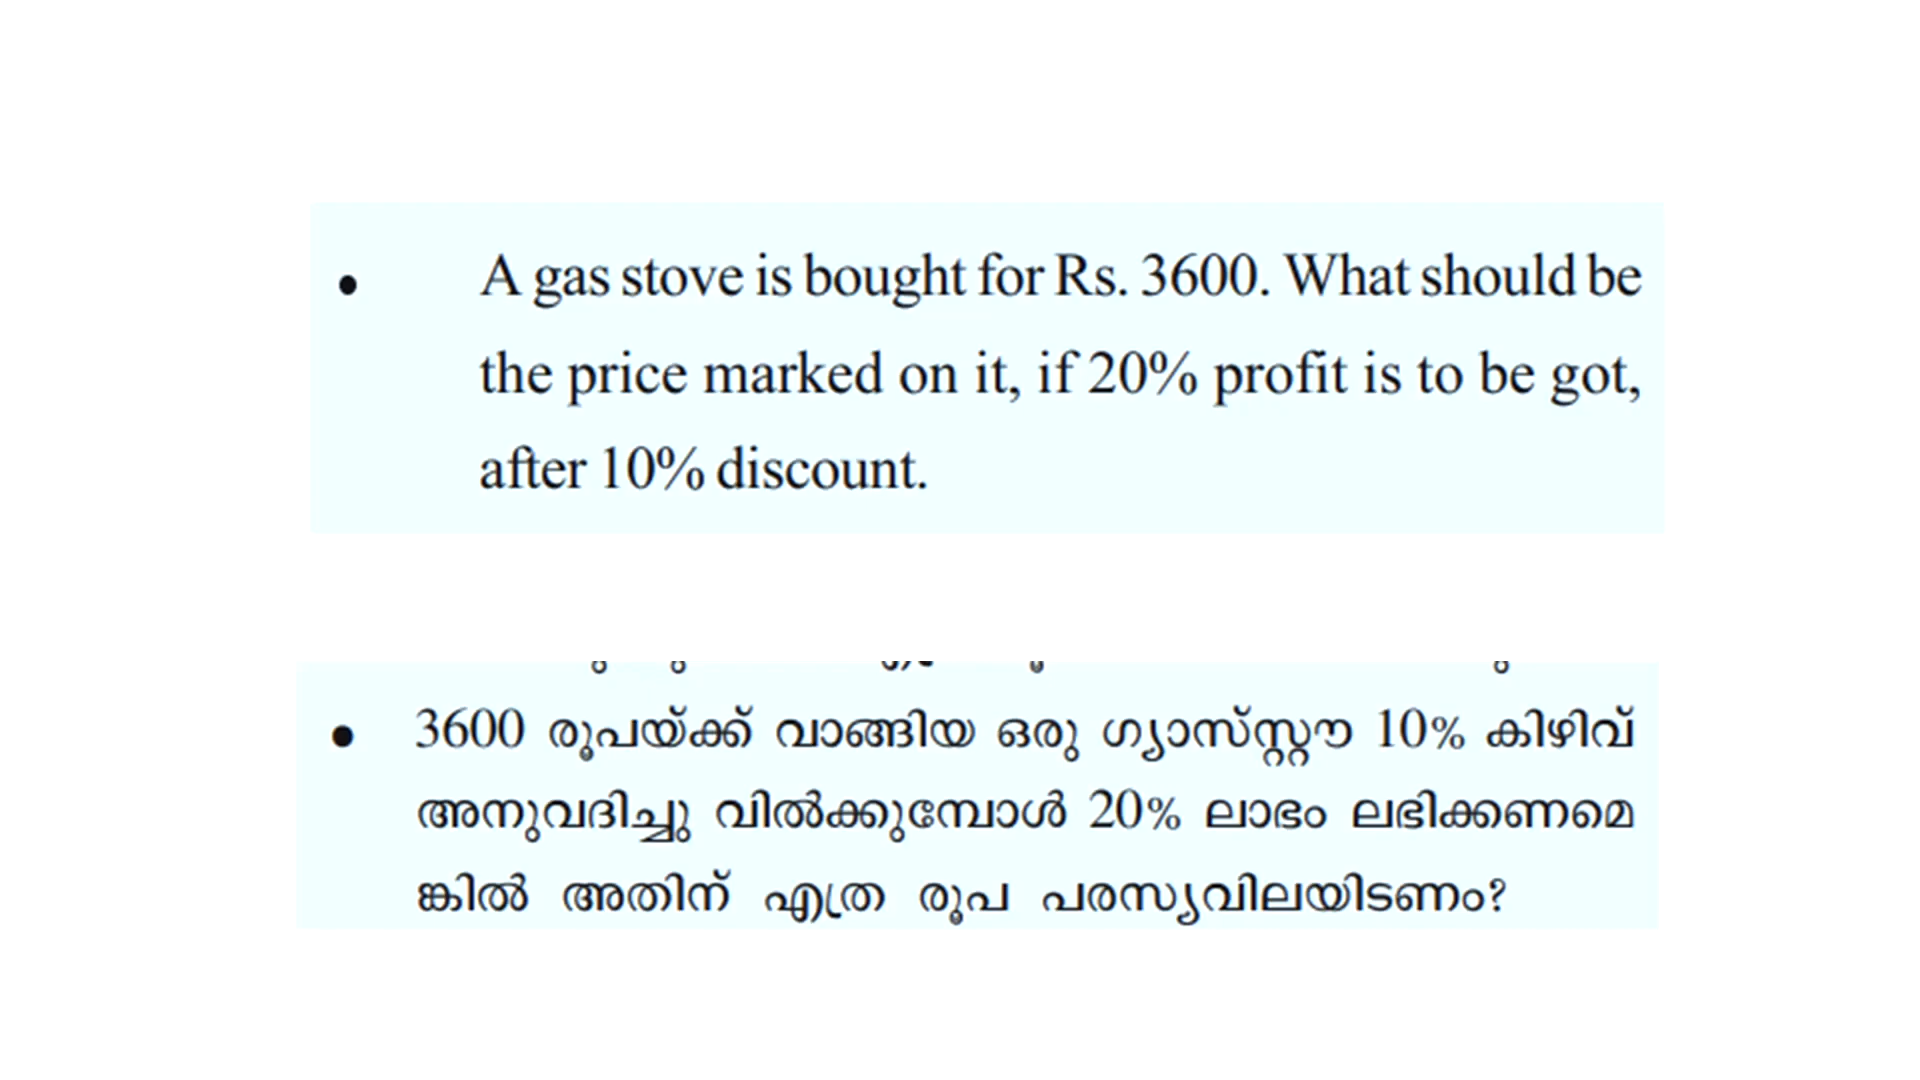 • A gas stove is bought for Rs. 3600. What should be
the price marked on it, if 20% profit is to be got,
after 10% discount.
• 3600 രൂപയ്ക്ക് വാങ്ങിയ ഒരു ഗ്യാസ്സ്റ്റൗ 10% കിഴിവ്
അനുവദിച്ചു വിൽക്കുമ്പോൾ 20% ലാഭം ലഭിക്കണമെ
ങ്കിൽ അതിന് എത്ര രൂപ പരസ്യവിലയിടണം?